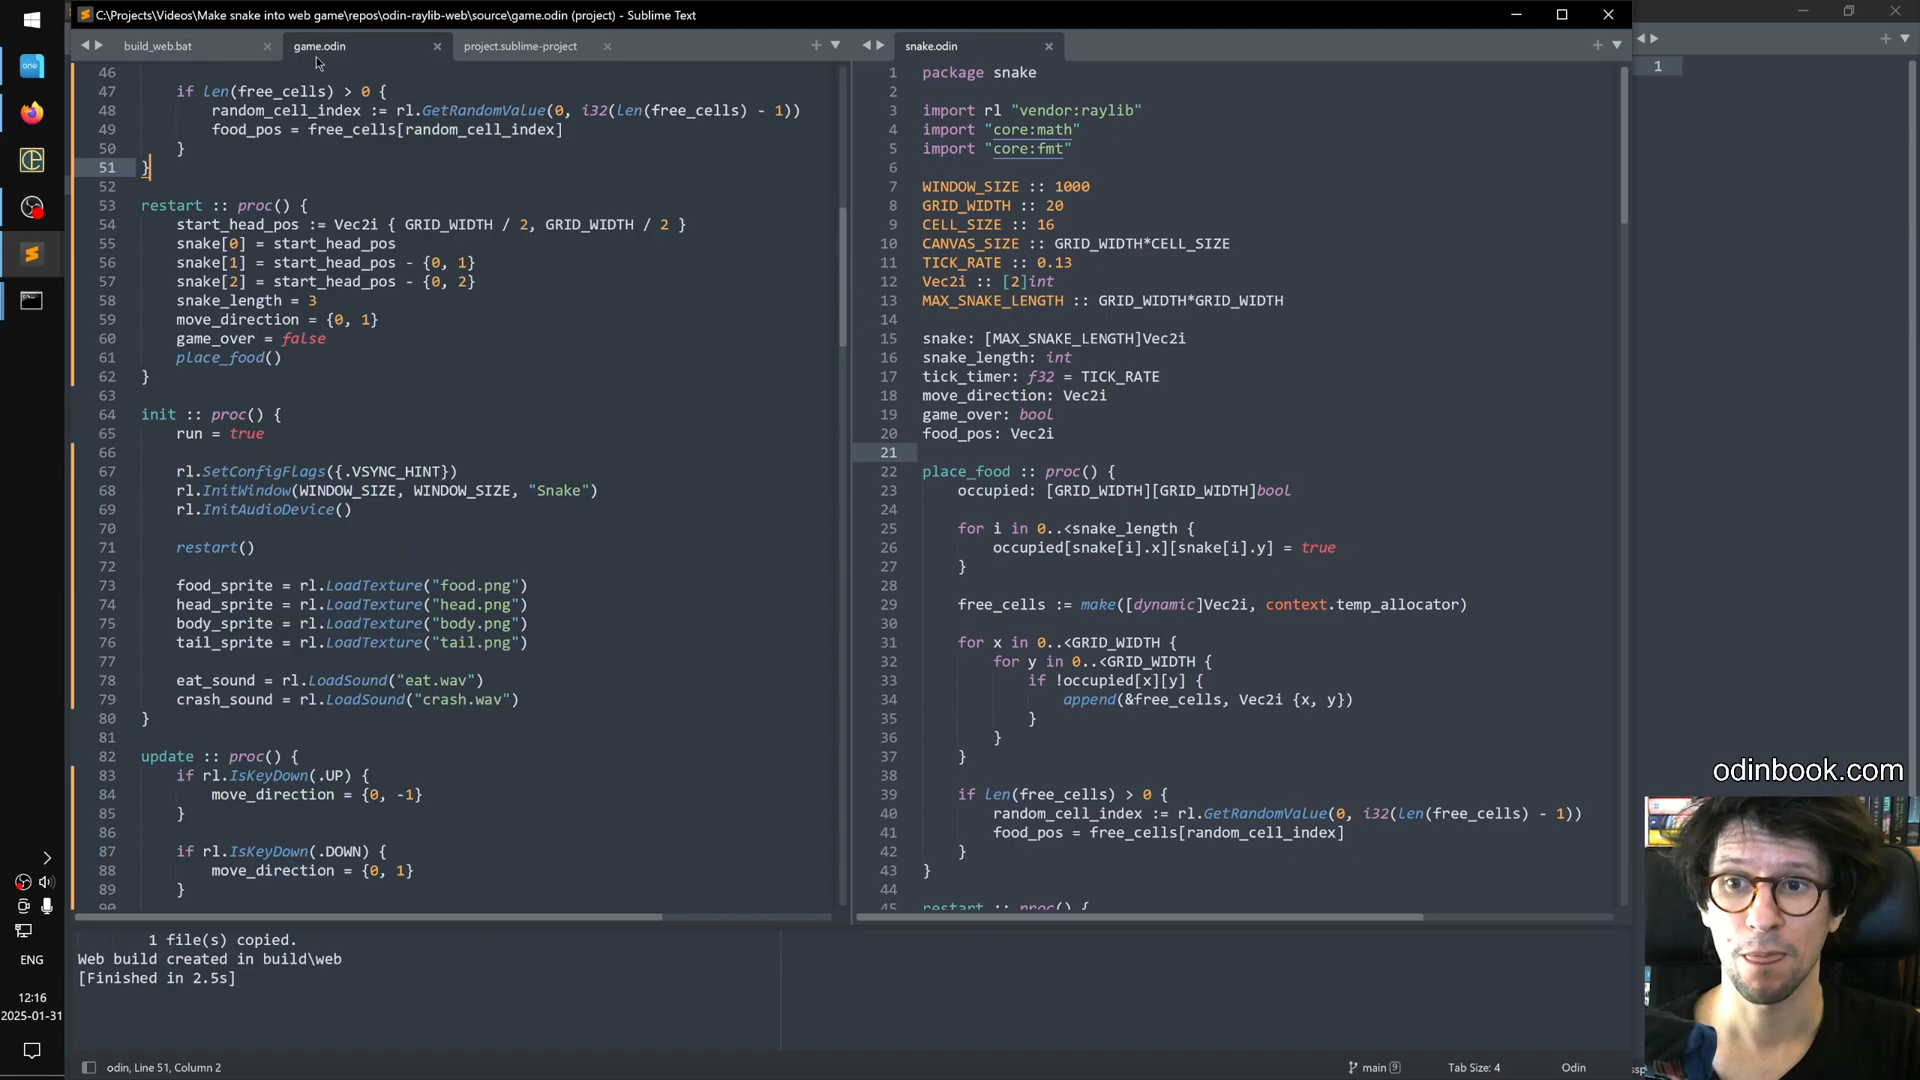 C:\Projects\Videos\Make snake into web game\repos\odin-raylib-web\source\game.odin (project) - Sublime Text
build_web.bat
game.odin
project.sublime-project
snake.odin
46
47 if len(free_cells) > 0 {
48 random_cell_index := rl.GetRandomValue(0, i32(len(free_cells) - 1))
49 food_pos = free_cells[random_cell_index]
50 }
51 }
52
53 restart :: proc() {
54 start_head_pos := Vec2i { GRID_WIDTH / 2, GRID_WIDTH / 2 }
55 snake[0] = start_head_pos
56 snake[1] = start_head_pos - {0, 1}
57 snake[2] = start_head_pos - {0, 2}
58 snake_length = 3
59 move_direction = {0, 1}
60 game_over = false
61 place_food()
62 }
63
64 init :: proc() {
65 run = true
66
67 rl.SetConfigFlags({.VSYNC_HINT})
68 rl.InitWindow(WINDOW_SIZE, WINDOW_SIZE, "Snake")
69 rl.InitAudioDevice()
70
71 restart()
72
73 food_sprite = rl.LoadTexture("food.png")
74 head_sprite = rl.LoadTexture("head.png")
75 body_sprite = rl.LoadTexture("body.png")
76 tail_sprite = rl.LoadTexture("tail.png")
77
78 eat_sound = rl.LoadSound("eat.wav")
79 crash_sound = rl.LoadSound("crash.wav")
80 }
81
82 update :: proc() {
83 if rl.IsKeyDown(.UP) {
84 move_direction = {0, -1}
85 }
86
87 if rl.IsKeyDown(.DOWN) {
88 move_direction = {0, 1}
89 }
90
1 package snake
2
3 import rl "vendor:raylib"
4 import "core:math"
5 import "core:fmt"
6
7 WINDOW_SIZE :: 1000
8 GRID_WIDTH :: 20
9 CELL_SIZE :: 16
10 CANVAS_SIZE :: GRID_WIDTH*CELL_SIZE
11 TICK_RATE :: 0.13
12 Vec2i :: [2]int
13 MAX_SNAKE_LENGTH :: GRID_WIDTH*GRID_WIDTH
14
15 snake: [MAX_SNAKE_LENGTH]Vec2i
16 snake_length: int
17 tick_timer: f32 = TICK_RATE
18 move_direction: Vec2i
19 game_over: bool
20 food_pos: Vec2i
21
22 place_food :: proc() {
23 occupied: [GRID_WIDTH][GRID_WIDTH]bool
24
25 for i in 0..<snake_length {
26 occupied[snake[i].x][snake[i].y] = true
27 }
28
29 free_cells := make([dynamic]Vec2i, context.temp_allocator)
30
31 for x in 0..<GRID_WIDTH {
32 for y in 0..<GRID_WIDTH {
33 if !occupied[x][y] {
34 append(&free_cells, Vec2i {x, y})
35 }
36 }
37 }
38
39 if len(free_cells) > 0 {
40 random_cell_index := rl.GetRandomValue(0, i32(len(free_cells) - 1))
41 food_pos = free_cells[random_cell_index]
42 }
43 }
44
45 restart :: proc() {
1
one
odinbook.com
1 file(s) copied.
Web build created in build\web
[Finished in 2.5s]
ENG
12:16
2025-01-31
odin, Line 51, Column 2
main 9
Tab Size: 4
Odin